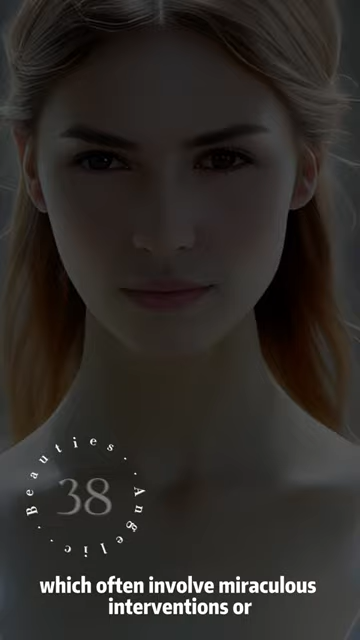 Beauties.. Angelic..
38
which often involve miraculous
interventions or